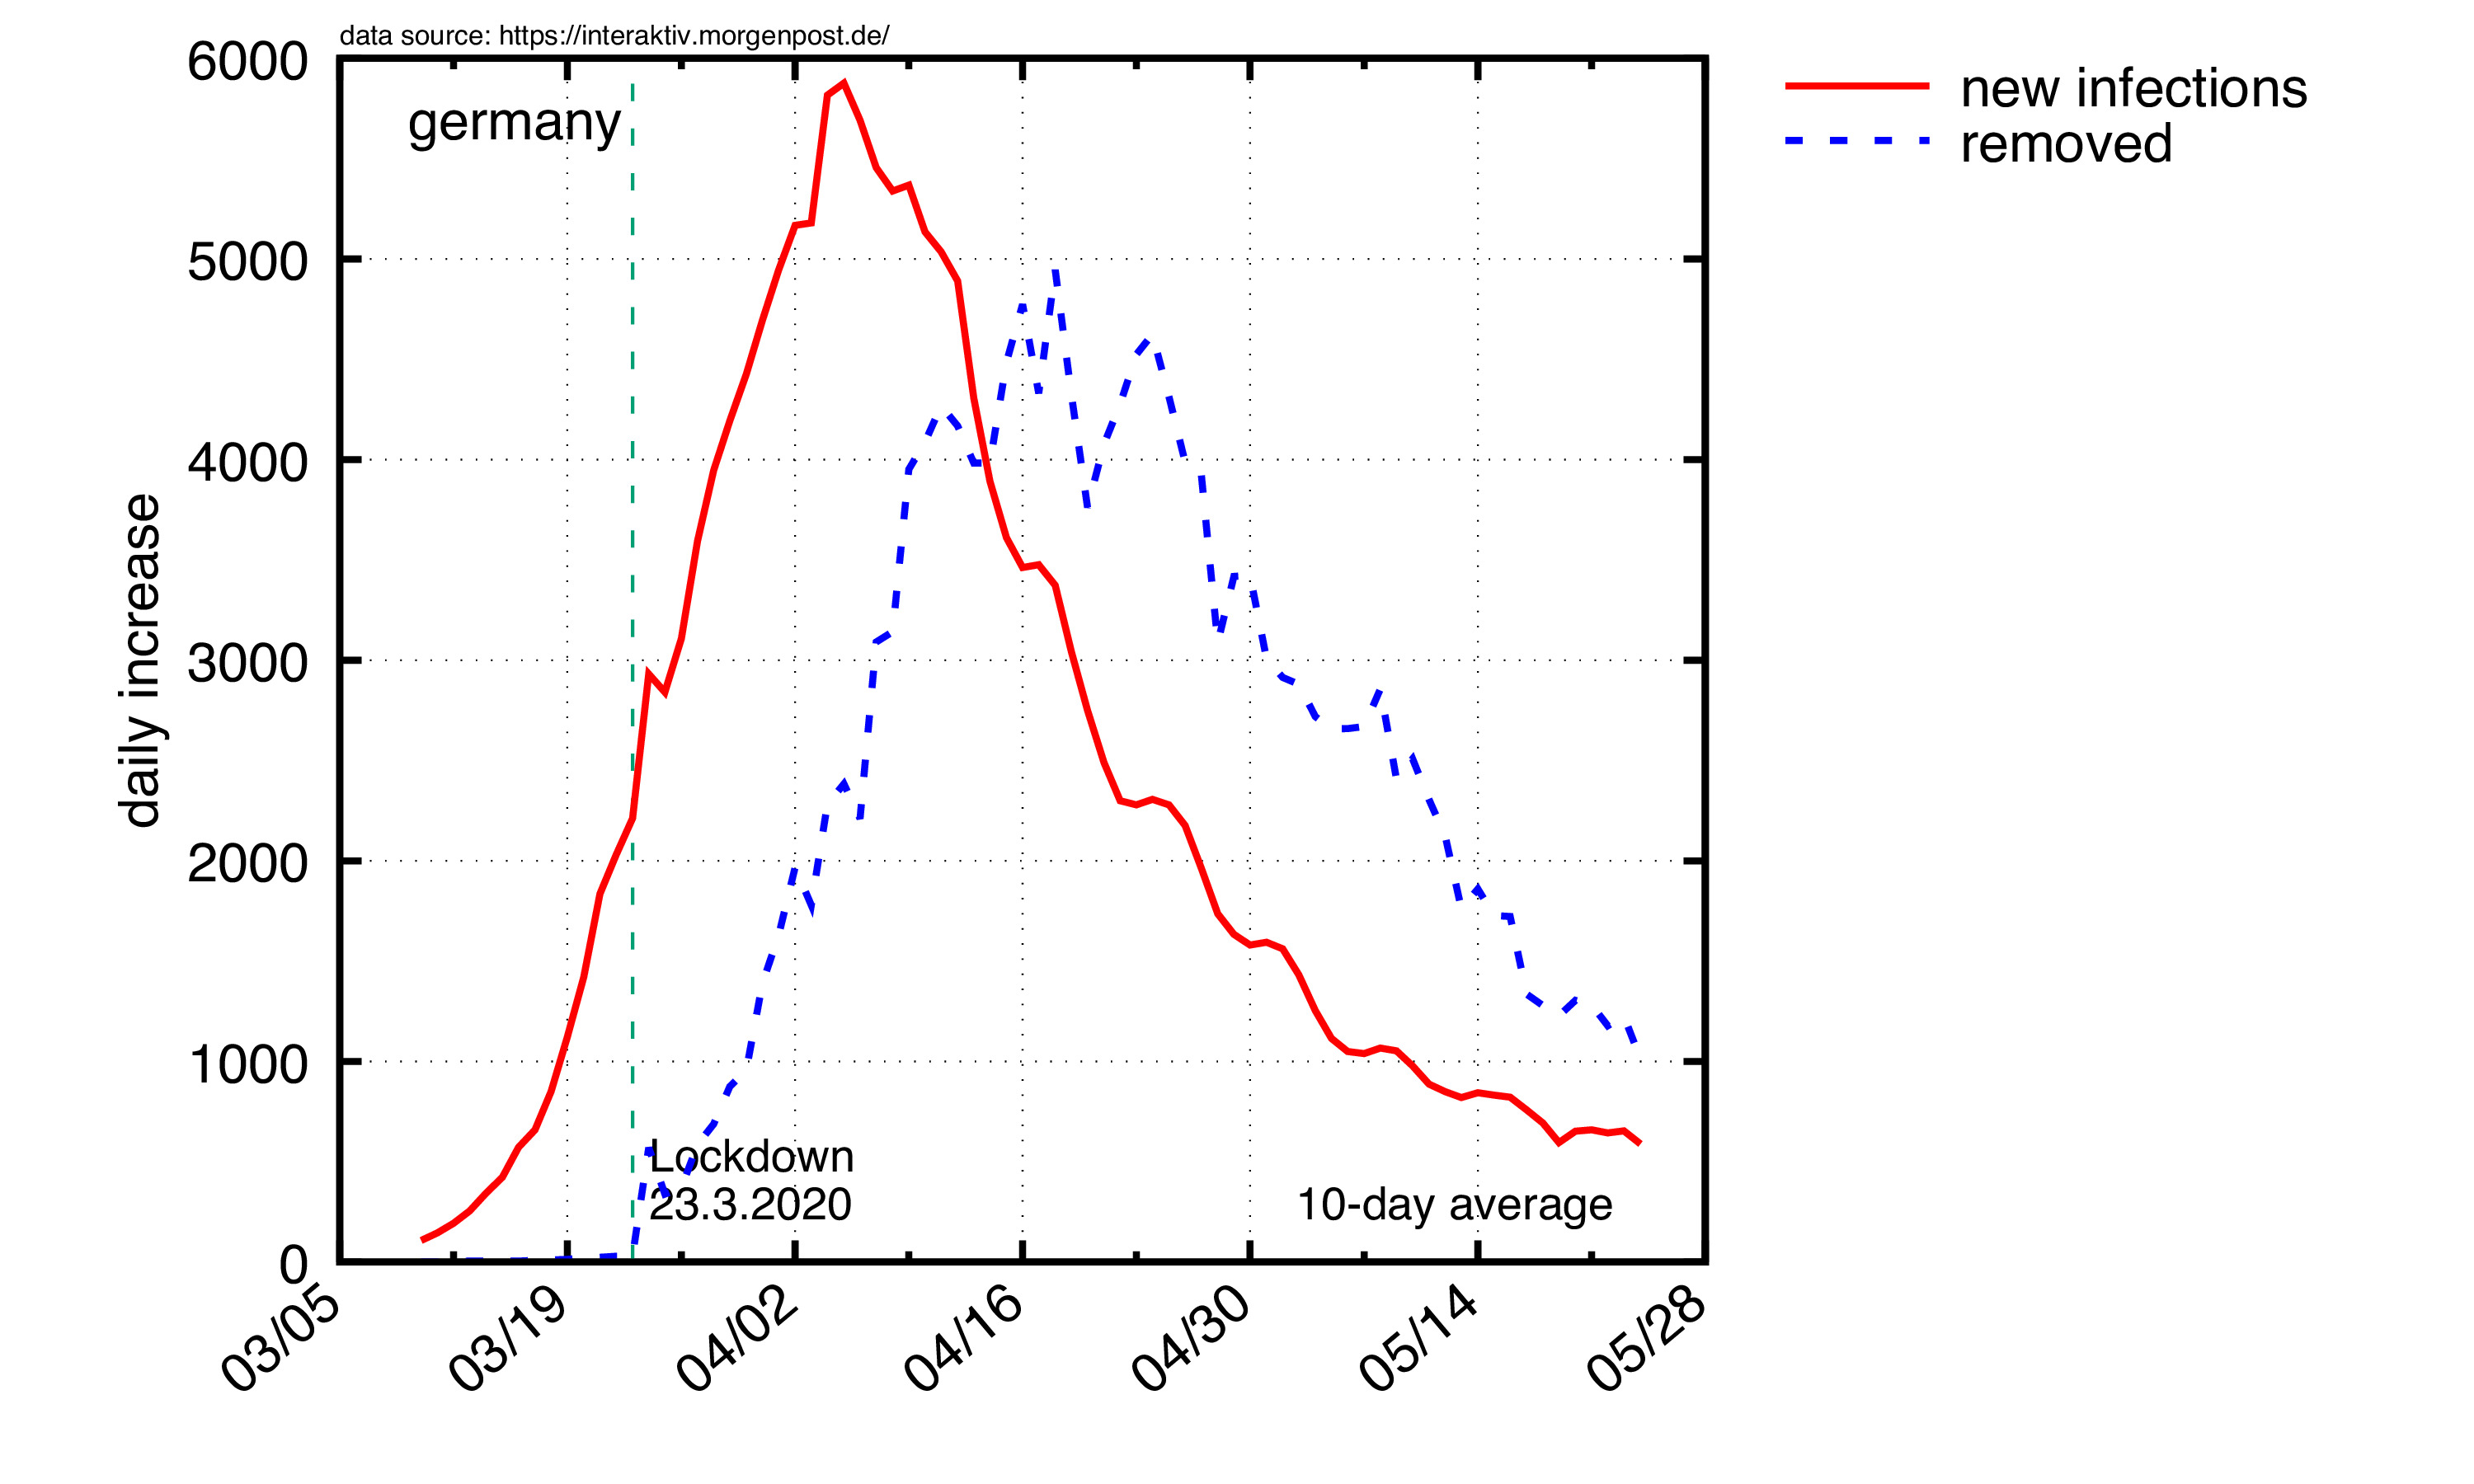 data source: https://interaktiv.morgenpost.de/
6000
5000
4000
3000
2000
1000
0
daily increase
germany
new infections
removed
Lockdown
23.3.2020
10-day average
03/05
03/19
04/02
04/16
04/30
05/14
05/28